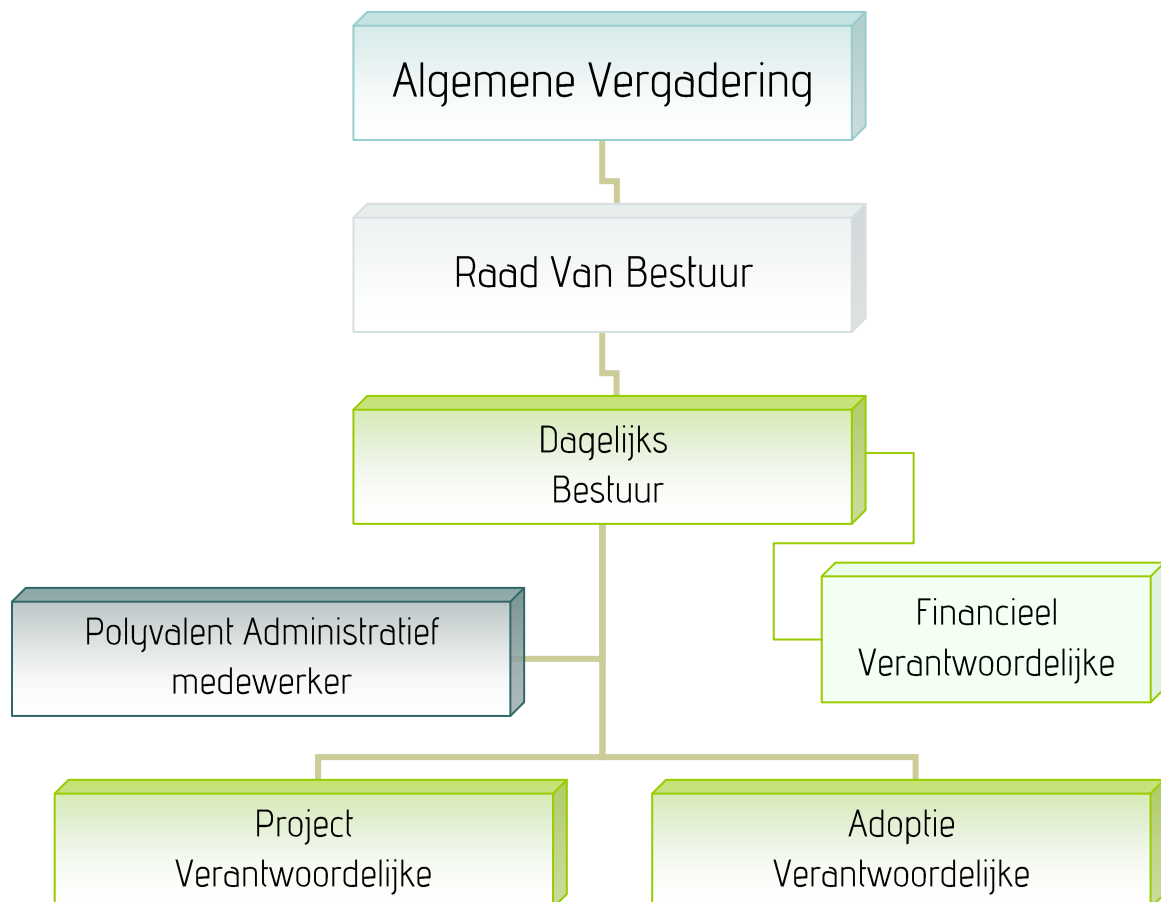 Algemene Vergadering
Raad Van Bestuur
Dagelijks
Bestuur
Polyvalent Administratief
medewerker
Financieel
Verantwoordelijke
Project
Verantwoordelijke
Adoptie
Verantwoordelijke